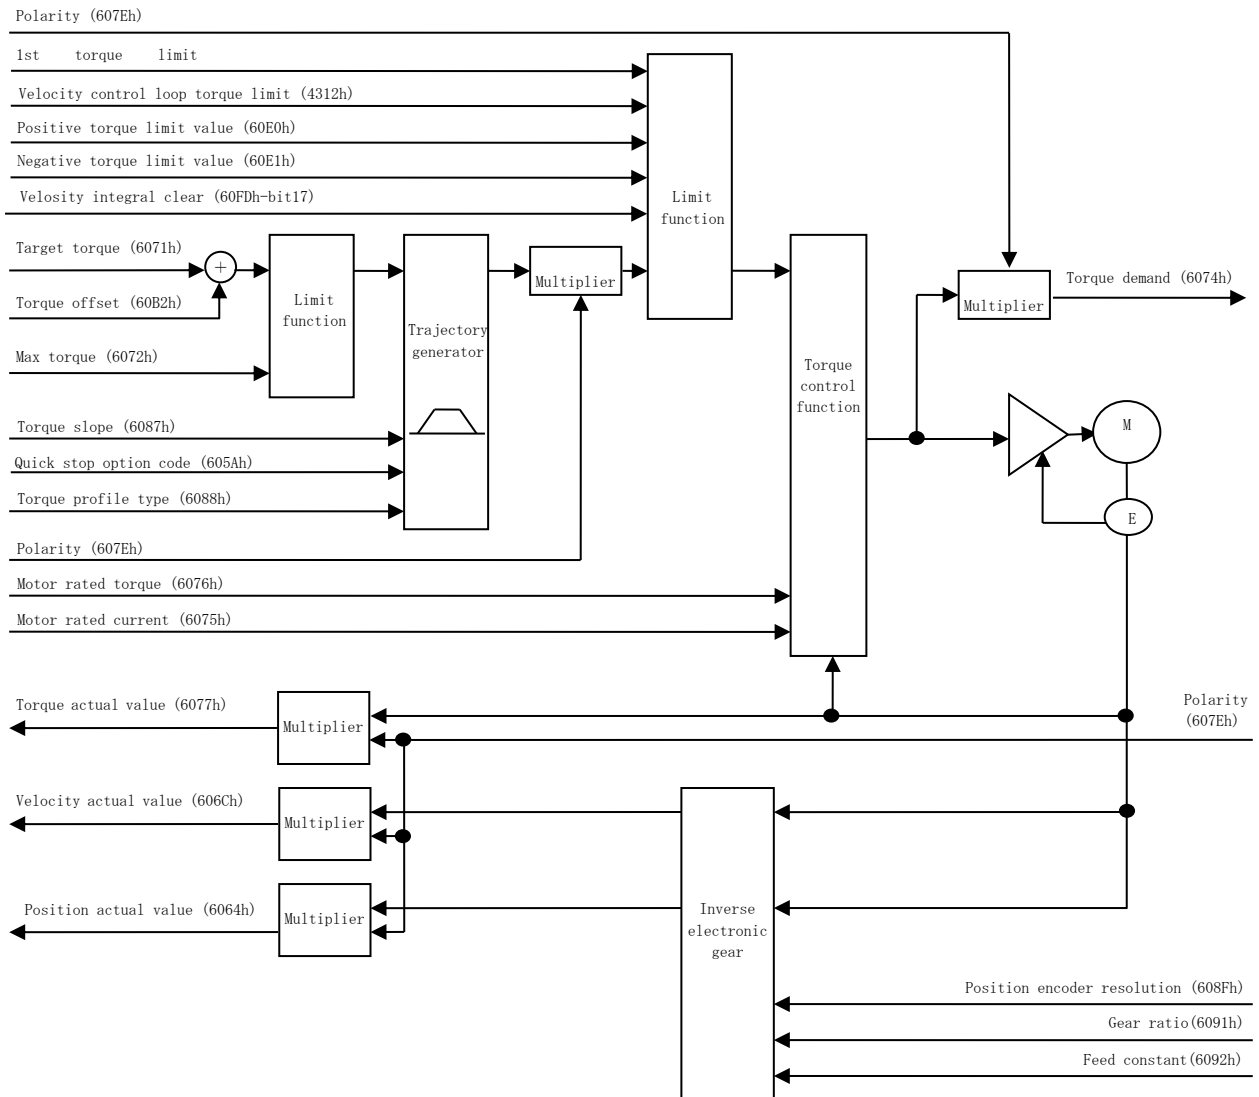 Polarity (607Eh)
1st torque limit
Velocity control loop torque limit (4312h)
Positive torque limit value (60E0h)
Negative torque limit value (60E1h)
Velosity integral clear (60FDh-bit17)
Limit
function
Target torque (6071h)
+
Torque offset (60B2h)
Max torque (6072h)
Limit
function
Trajectory
generator
Multiplier
Torque
control
function
Multiplier
Torque demand (6074h)
M
E
Torque slope (6087h)
Quick stop option code (605Ah)
Torque profile type (6088h)
Polarity (607Eh)
Motor rated torque (6076h)
Motor rated current (6075h)
Torque actual value (6077h)
Multiplier
Polarity
(607Eh)
Velocity actual value (606Ch)
Multiplier
Position actual value (6064h)
Multiplier
Inverse
electronic
gear
Position encoder resolution (608Fh)
Gear ratio(6091h)
Feed constant(6092h)